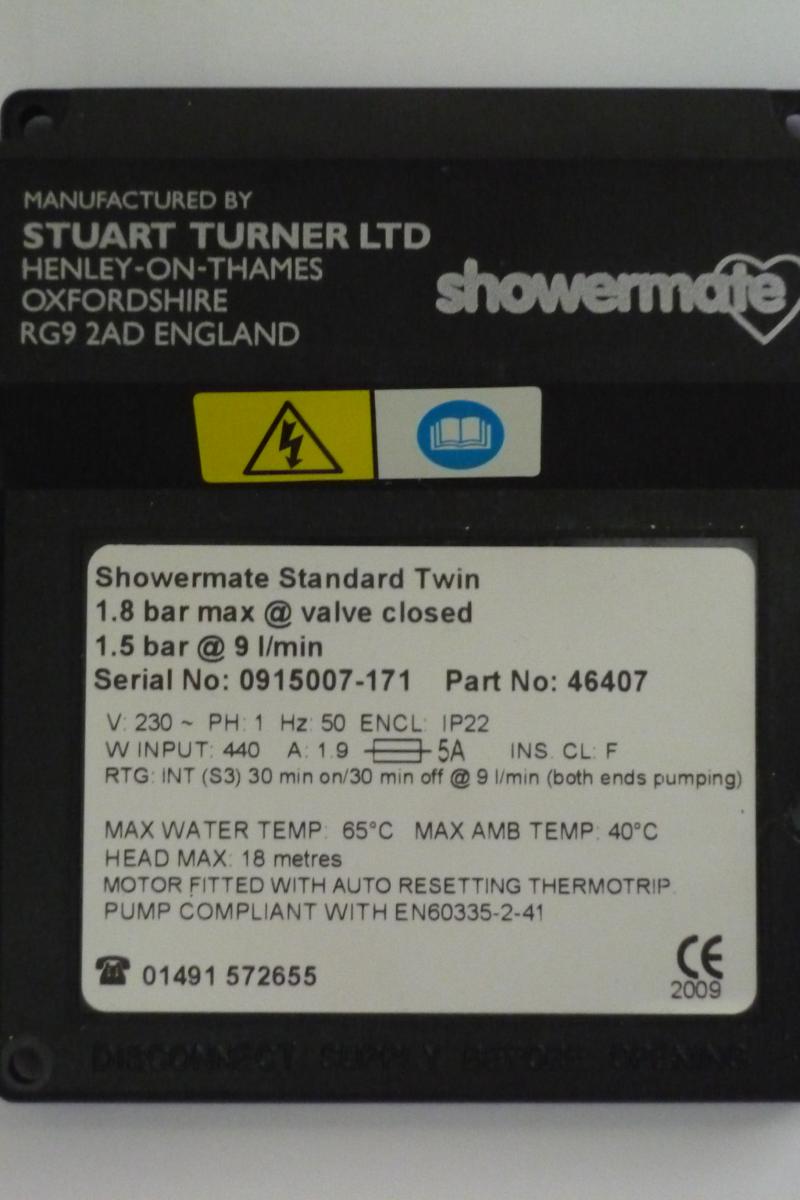 MANUFACTURED BY
STUART TURNER LTD
HENLEY-ON-THAMES
OXFORDSHIRE
RG9 2AD ENGLAND
showermate
Showermate Standard Twin
1.8 bar max @ valve closed
1.5 bar @ 9 l/min
Serial No: 0915007-171 Part No: 46407
V: 230 ~ PH: 1 Hz: 50 ENCL: IP22
W INPUT: 440 A: 1.9 5A INS. CL: F
RTG: INT (S3) 30 min on/30 min off @ 9 l/min (both ends pumping)
MAX WATER TEMP: 65°C MAX AMB TEMP: 40°C
HEAD MAX: 18 metres
MOTOR FITTED WITH AUTO RESETTING THERMOTRIP.
PUMP COMPLIANT WITH EN60335-2-41
01491 572655
CE
2009
DISCONNECT SUPPLY BEFORE OPENING